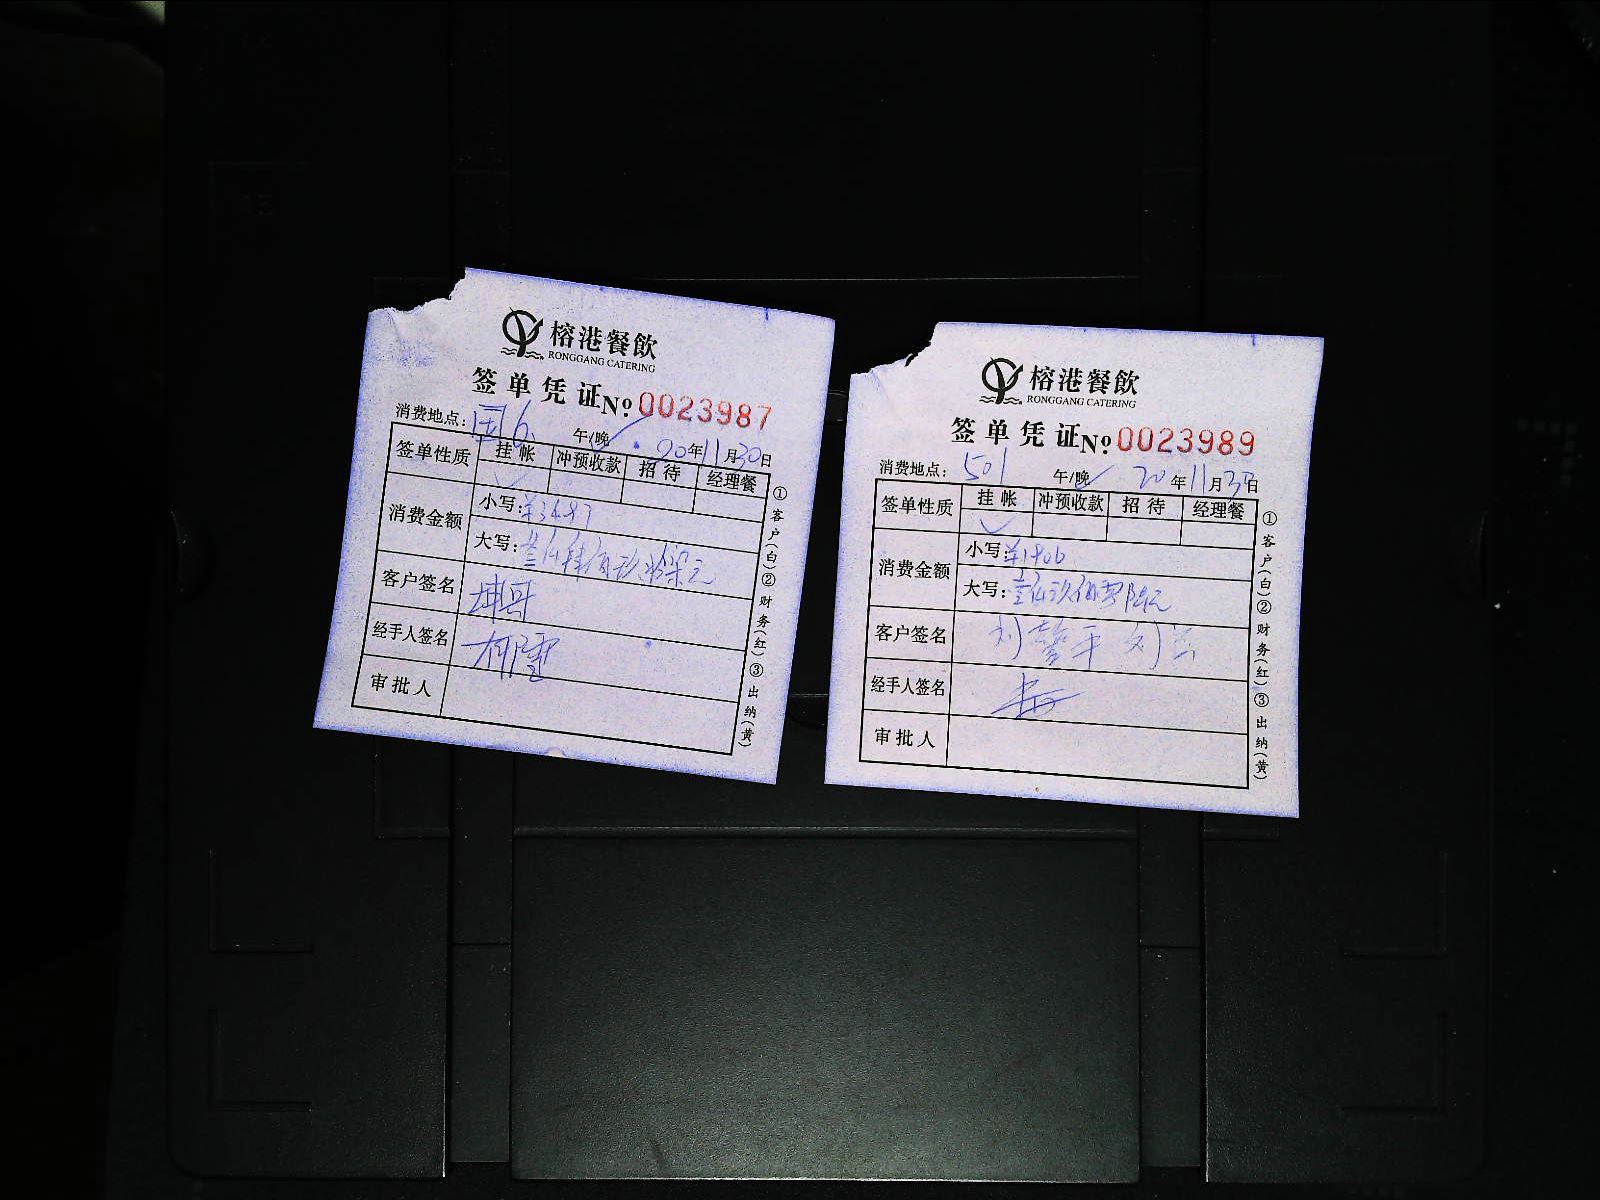 榕港餐飲
RONGGANG CATERING
签单凭证No 0023987
消费地点: 国6 午/晚 20年11月30日
签单性质 挂帐 冲预收款 招待 经理餐
消费金额 小写:
大写:
客户签名
经手人签名
审批人
①客户(白)②财务(红)③出纳(黄)
榕港餐飲
RONGGANG CATERING
签单凭证No 0023989
消费地点: 501 午/晚 20年11月30日
签单性质 挂帐 冲预收款 招待 经理餐
消费金额 小写:¥1906
大写:
客户签名
经手人签名
审批人
①客户(白)②财务(红)③出纳(黄)